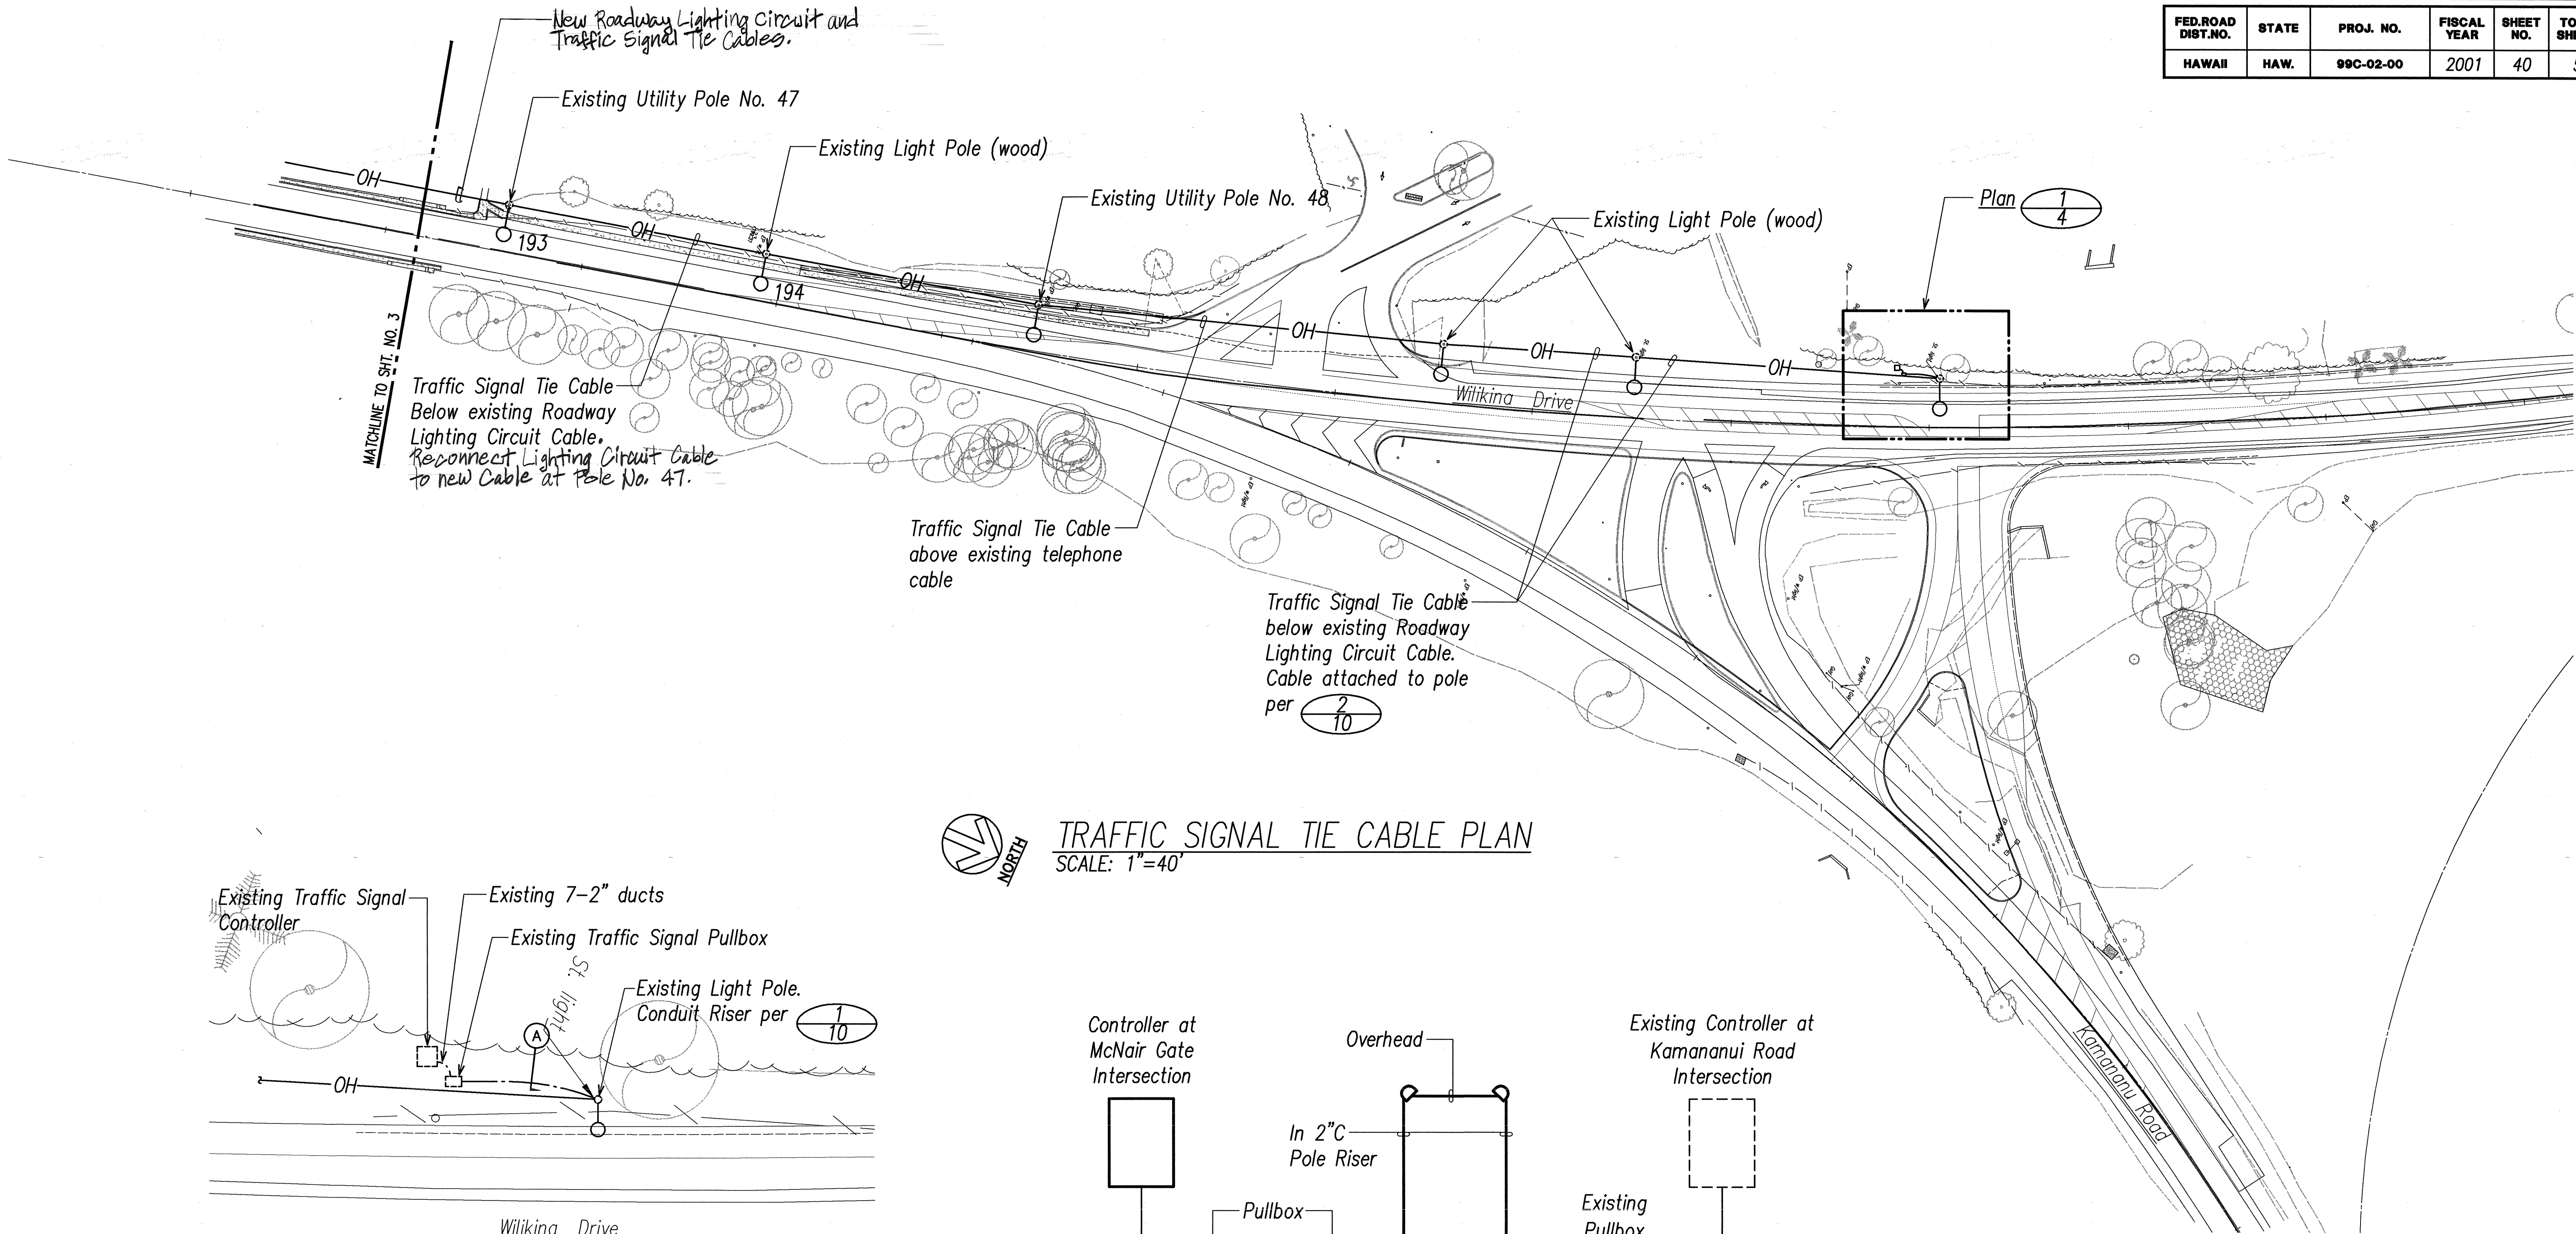 New Roadway Lighting Circuit and
Traffic Signal Tie Cables.
FED.ROAD DIST.NO.
STATE
PROJ. NO.
FISCAL YEAR
SHEET NO.
HAWAII
HAW.
99C-02-00
2001
40
Existing Utility Pole No. 47
Existing Light Pole (wood)
Existing Utility Pole No. 48
Existing Light Pole (wood)
Plan
1
4
OH
OH
OH
OH
OH
OH
193
194
MATCHLINE TO SHT. NO. 3
Wilikina Drive
Traffic Signal Tie Cable
Below existing Roadway
Lighting Circuit Cable.
Reconnect Lighting Circuit Cable
to new Cable at Pole No. 47.
Traffic Signal Tie Cable
above existing telephone
cable
Traffic Signal Tie Cable
below existing Roadway
Lighting Circuit Cable.
Cable attached to pole
per
2
10
NORTH
TRAFFIC SIGNAL TIE CABLE PLAN
SCALE: 1"=40'
Kamananui Road
Existing Traffic Signal
Controller
Existing 7-2" ducts
Existing Traffic Signal Pullbox
St. light
A
Existing Light Pole.
Conduit Riser per
1
10
OH
Wilikina Drive
Controller at
McNair Gate
Intersection
Overhead
In 2"C
Pole Riser
Pullbox
Existing Controller at
Kamananui Road
Intersection
Existing
Pullbox